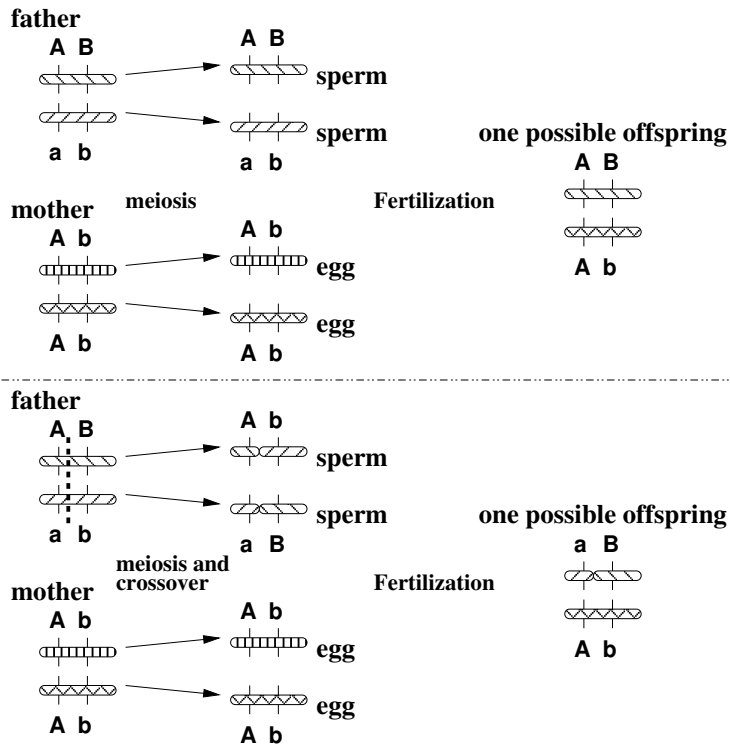 father
A B
A B
sperm
sperm
a b
a b
one possible offspring
A B
A b
mother
meiosis
Fertilization
A b
A b
egg
egg
A b
A b
father
A B
A b
sperm
sperm
a b
a B
one possible offspring
a B
A b
meiosis and
crossover
Fertilization
mother
A b
A b
egg
egg
A b
A b